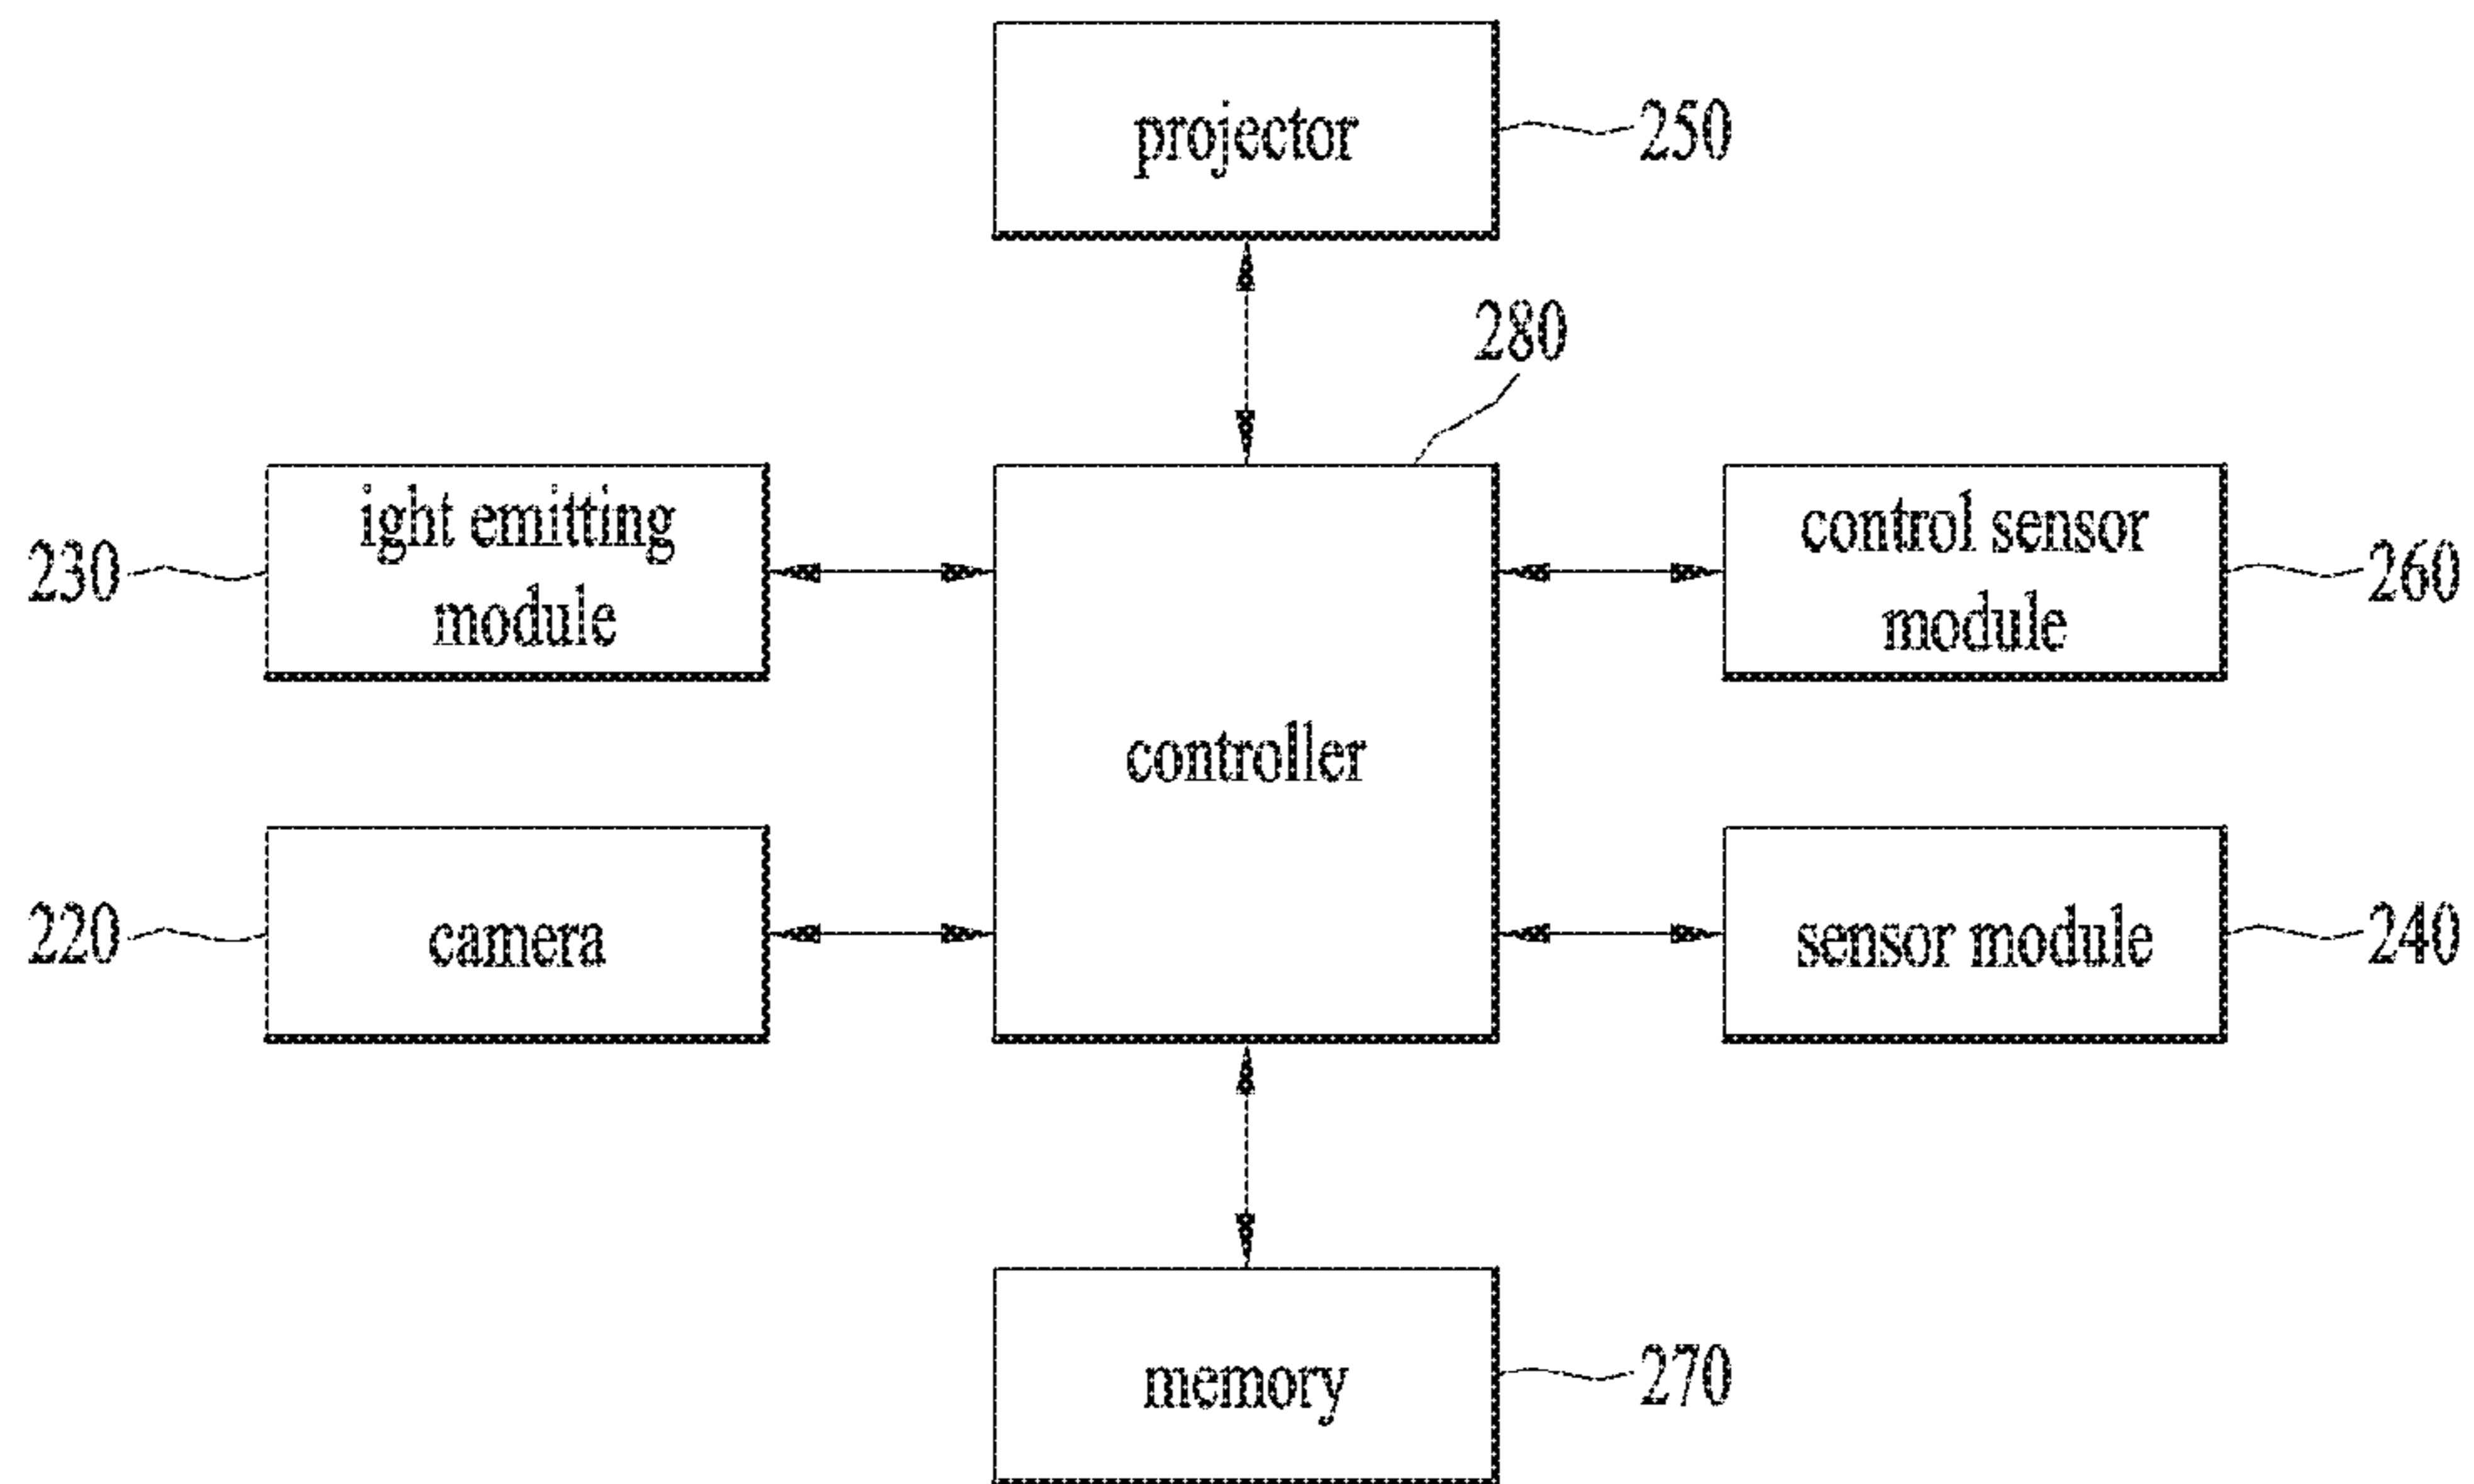 projector
250
280
ight emitting
module
230
control sensor
module
260
controller
camera
220
sensor module
240
memory
270